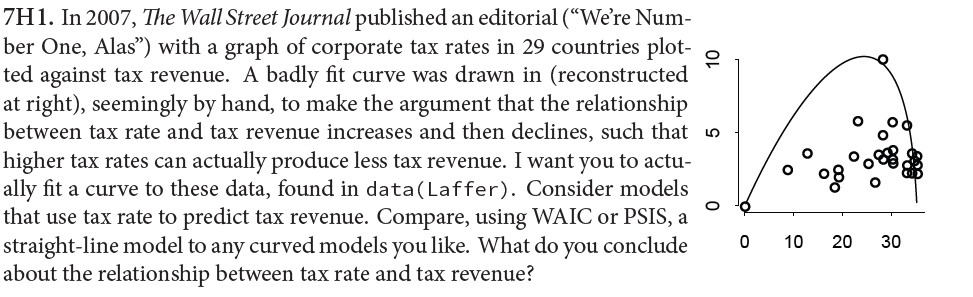 7H1. In 2007, The Wall Street Journal published an editorial (“We’re Num-
ber One, Alas”) with a graph of corporate tax rates in 29 countries plot-
ted against tax revenue. A badly fit curve was drawn in (reconstructed
at right), seemingly by hand, to make the argument that the relationship
between tax rate and tax revenue increases and then declines, such that
higher tax rates can actually produce less tax revenue. I want you to actu-
ally fit a curve to these data, found in data(Laffer). Consider models
that use tax rate to predict tax revenue. Compare, using WAIC or PSIS, a
straight-line model to any curved models you like. What do you conclude
about the relationship between tax rate and tax revenue?
10
5
0
0 10 20 30